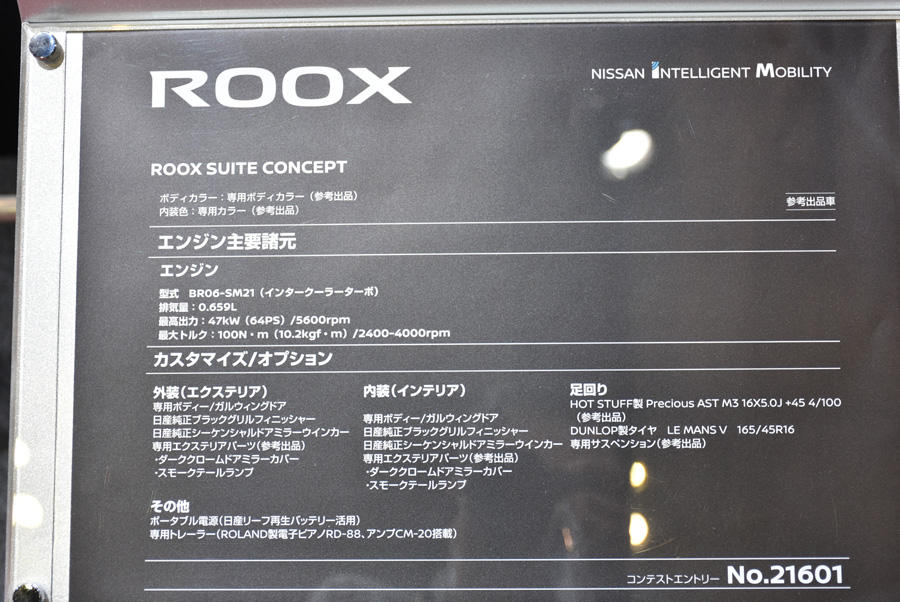 ROOX
NISSAN INTELLIGENT MOBILITY
ROOX SUITE CONCEPT
ボディカラー：専用ボディカラー（参考出品）
内装色：専用カラー（参考出品）
参考出品車
エンジン主要諸元
エンジン
型式　BR06-SM21（インタークーラーターボ）
排気量：0.659L
最高出力：47kW（64PS）/5600rpm
最大トルク：100N・m（10.2kgf・m）/2400-4000rpm
カスタマイズ/オプション
外装（エクステリア）
専用ボディー/ガルウィングドア
日産純正ブラックグリルフィニッシャー
日産純正シーケンシャルドアミラーウインカー
専用エクステリアパーツ（参考出品）
・ダーククロームドアミラーカバー
・スモークテールランプ
内装（インテリア）
専用ボディー/ガルウィングドア
日産純正ブラックグリルフィニッシャー
日産純正シーケンシャルドアミラーウインカー
専用エクステリアパーツ（参考出品）
・ダーククロームドアミラーカバー
・スモークテールランプ
足回り
HOT STUFF製 Precious AST M3 16X5.0J +45 4/100
（参考出品）
DUNLOP製タイヤ　LE MANS V　165/45R16
専用サスペンション（参考出品）
その他
ポータブル電源（日産リーフ再生バッテリー活用）
専用トレーラー（ROLAND製電子ピアノRD-88、アンプCM-20搭載）
コンテストエントリー No.21601